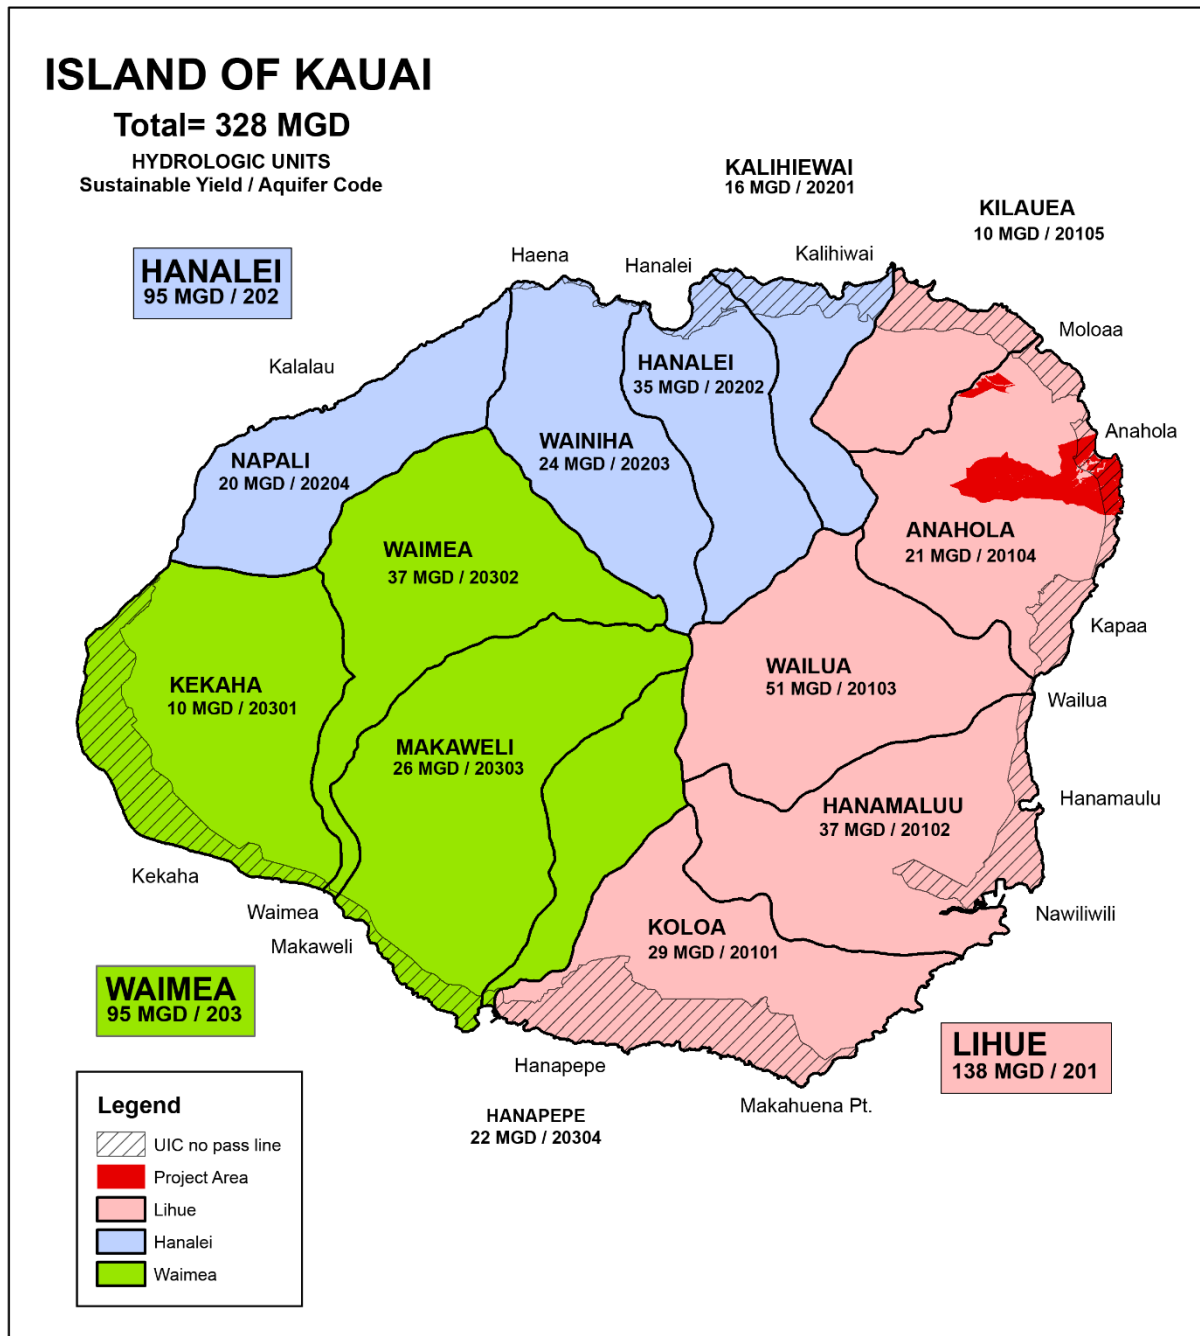 ISLAND OF KAUAI
Total= 328 MGD
HYDROLOGIC UNITS
Sustainable Yield / Aquifer Code
KALIHIEWAI
16 MGD / 20201
KILAUEA
10 MGD / 20105
HANALEI
95 MGD / 202
Haena
Hanalei
Kalihiwai
Moloaa
Kalalau
HANALEI
35 MGD / 20202
Anahola
WAINIHA
24 MGD / 20203
NAPALI
20 MGD / 20204
ANAHOLA
21 MGD / 20104
WAIMEA
37 MGD / 20302
Kapaa
WAILUA
51 MGD / 20103
KEKAHA
10 MGD / 20301
Wailua
MAKAWELI
26 MGD / 20303
HANAMALUU
37 MGD / 20102
Hanamaulu
Kekaha
Waimea
Makaweli
Nawiliwili
KOLOA
29 MGD / 20101
WAIMEA
95 MGD / 203
LIHUE
138 MGD / 201
Hanapepe
Makahuena Pt.
HANAPEPE
22 MGD / 20304
Legend
UIC no pass line
Project Area
Lihue
Hanalei
Waimea